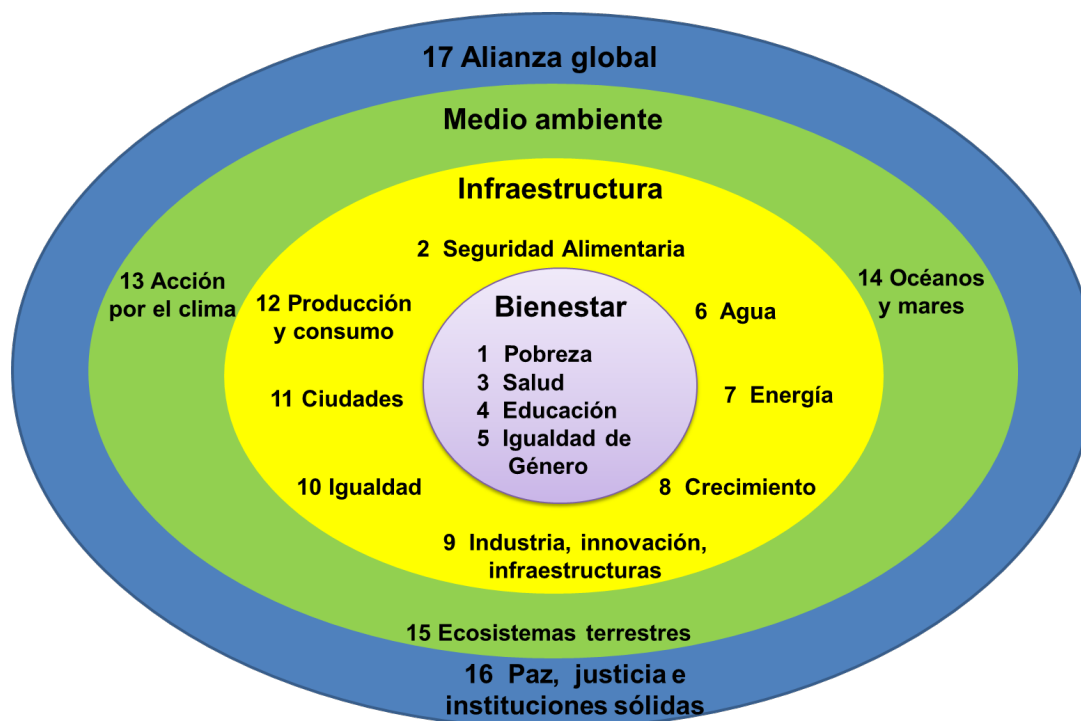 17 Alianza global
Medio ambiente
Infraestructura
2 Seguridad Alimentaria
13 Acción
por el clima
12 Producción
y consumo
Bienestar
6 Agua
14 Océanos
y mares
1 Pobreza
3 Salud
4 Educación
5 Igualdad de
Género
11 Ciudades
7 Energía
10 Igualdad
8 Crecimiento
9 Industria, innovación,
infraestructuras
15 Ecosistemas terrestres
16 Paz, justicia e
instituciones sólidas